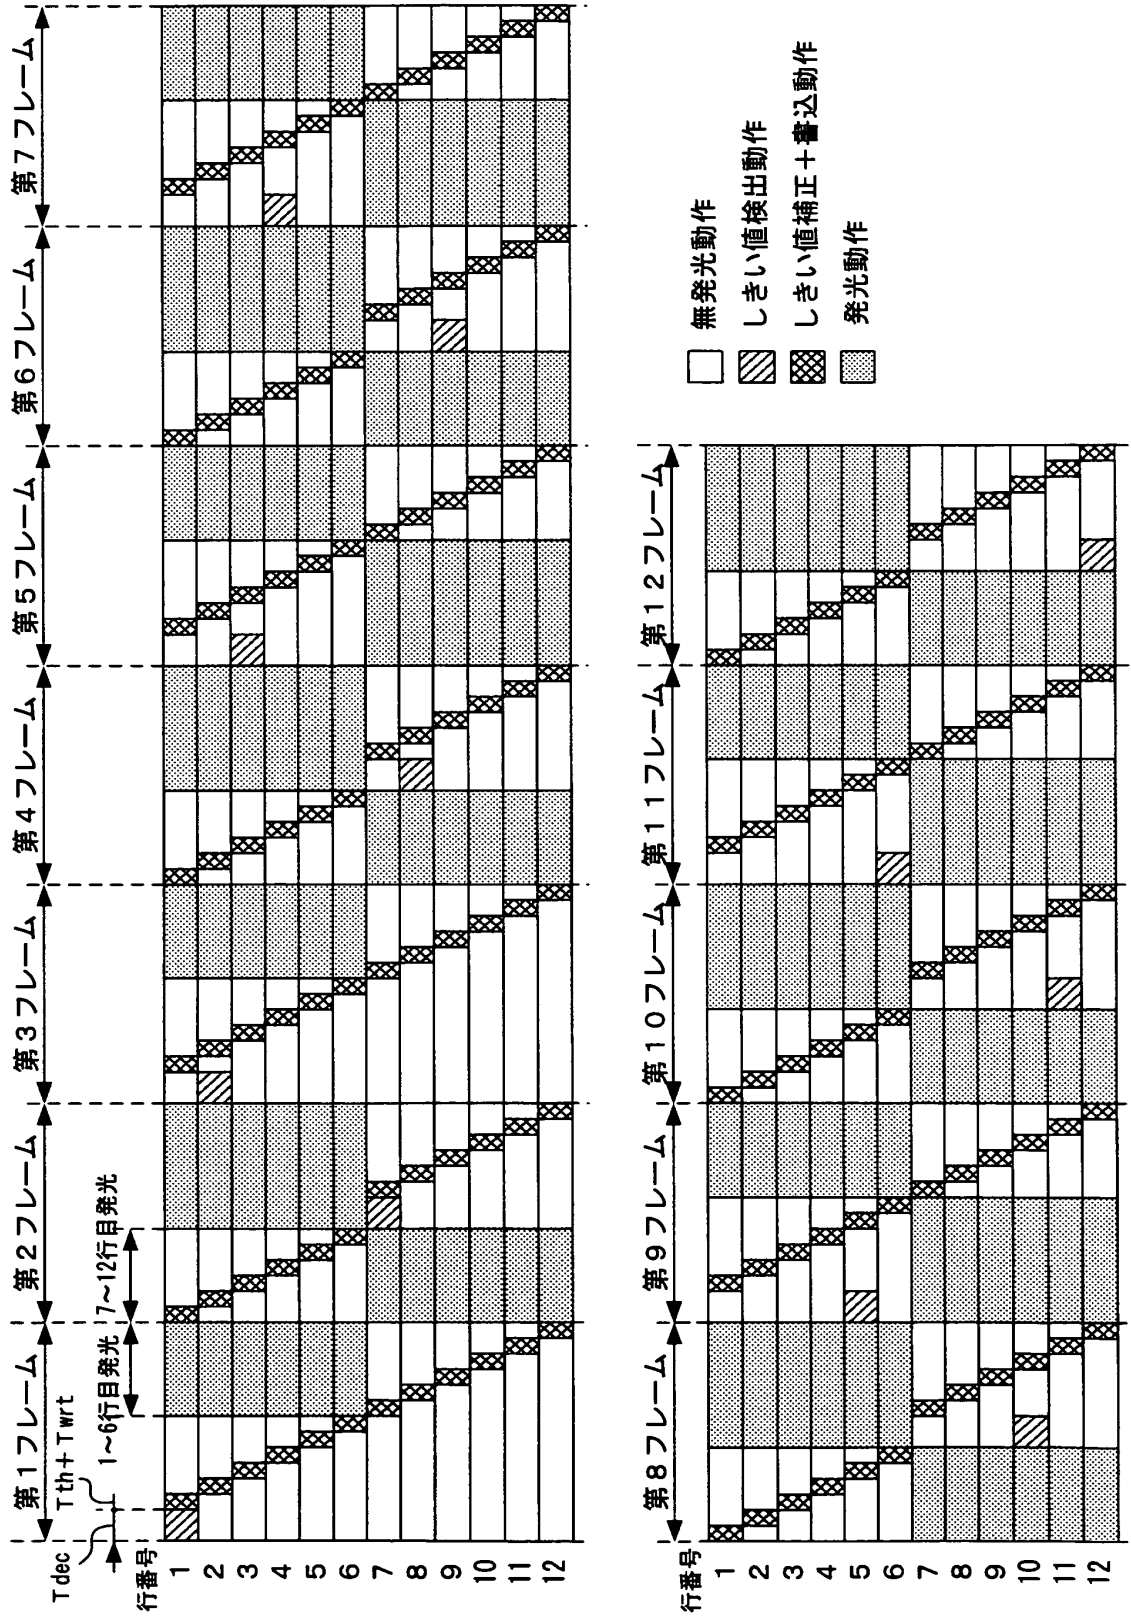 第1フレーム
第2フレーム
第3フレーム
第4フレーム
第5フレーム
第6フレーム
第7フレーム
Tdec
Tth+Twrt
1〜6行目発光
7〜12行目発光
行番号
1
2
3
4
5
6
7
8
9
10
11
12
第8フレーム
第9フレーム
第10フレーム
第11フレーム
第12フレーム
行番号
1
2
3
4
5
6
7
8
9
10
11
12
無発光動作
しきい値検出動作
しきい値補正+書込動作
発光動作